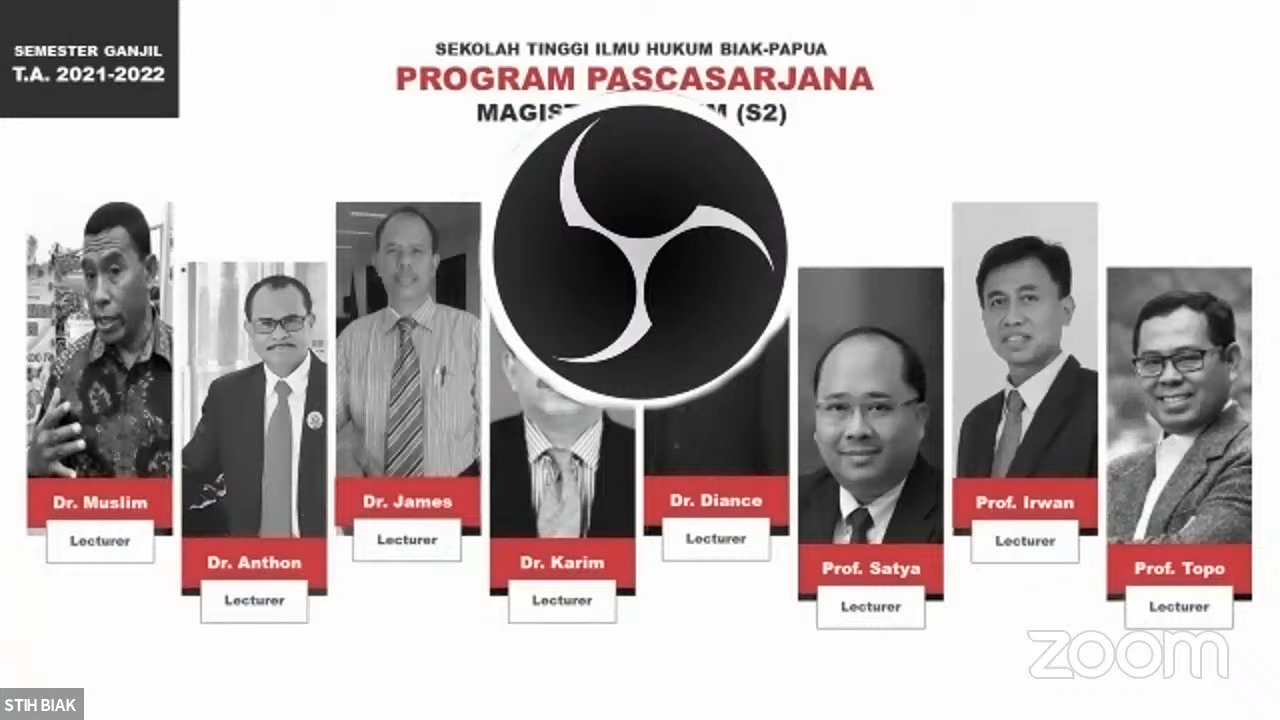 SEMESTER GANJIL
T.A. 2021-2022
SEKOLAH TINGGI ILMU HUKUM BIAK-PAPUA
PROGRAM PASCASARJANA
(S2)
Dr. Muslim
Lecturer
Dr. Anthon
Lecturer
Dr. James
Lecturer
Dr. Karim
Lecturer
Dr. Diance
Lecturer
Prof. Satya
Lecturer
Prof. Irwan
Lecturer
Prof. Topo
Lecturer
zoom
STIH BIAK